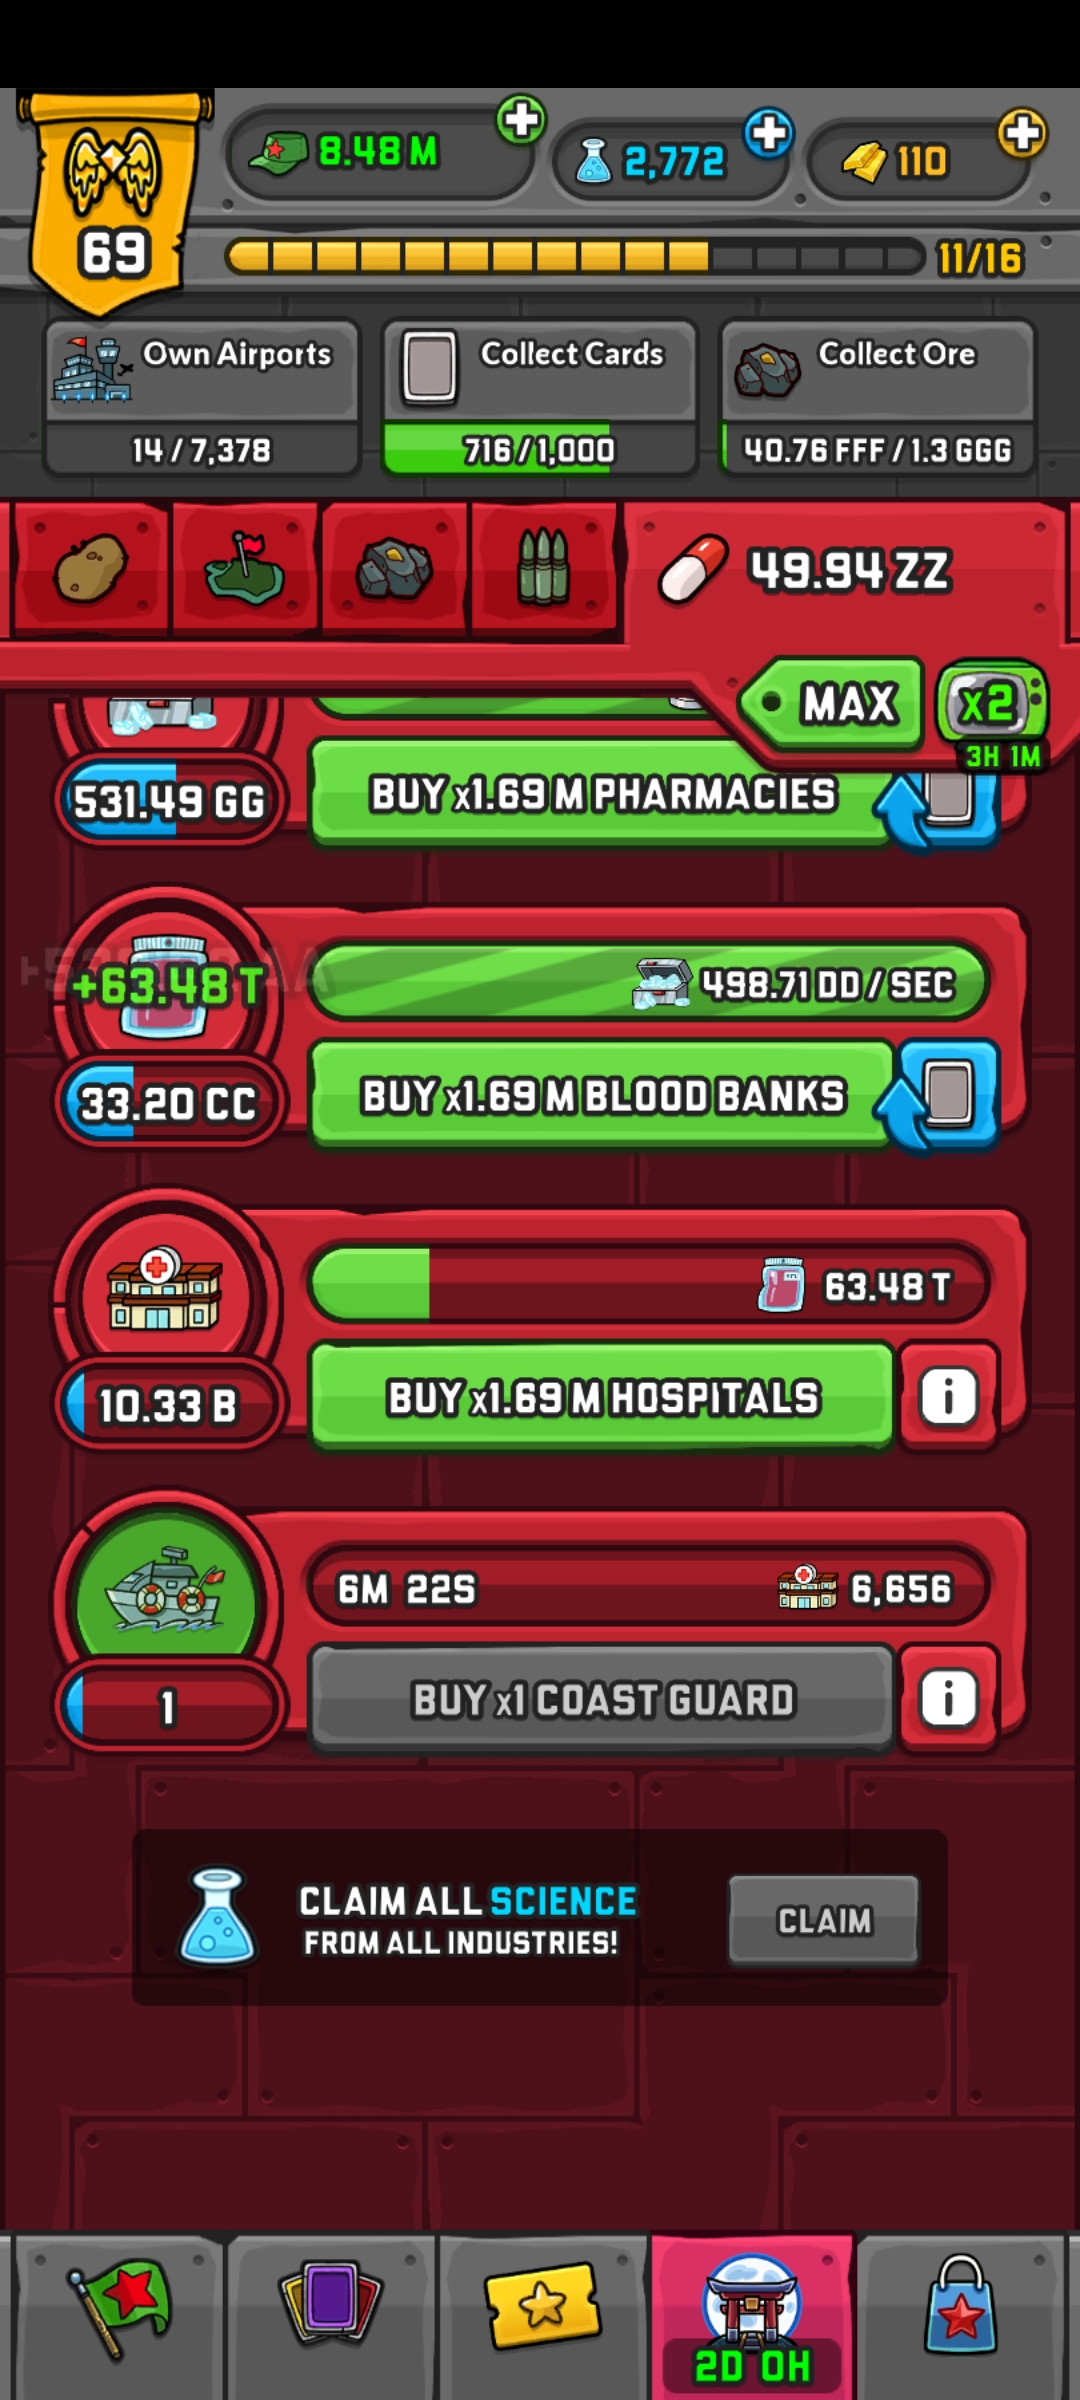 8.48 M
2,772
110
69
11/16
Own Airports
Collect Cards
Collect Ore
14 / 7,378
716 / 1,000
40.76 FFF / 1.3 GGG
49.94 ZZ
MAX
x2
3H 1M
531.49 GG
BUY x1.69 M PHARMACIES
+63.48 T
498.71 DD / SEC
33.20 CC
BUY x1.69 M BLOOD BANKS
63.48 T
10.33 B
BUY x1.69 M HOSPITALS
i
6M 22S
6,656
1
BUY x1 COAST GUARD
i
CLAIM ALL SCIENCE
FROM ALL INDUSTRIES!
CLAIM
2D 0H